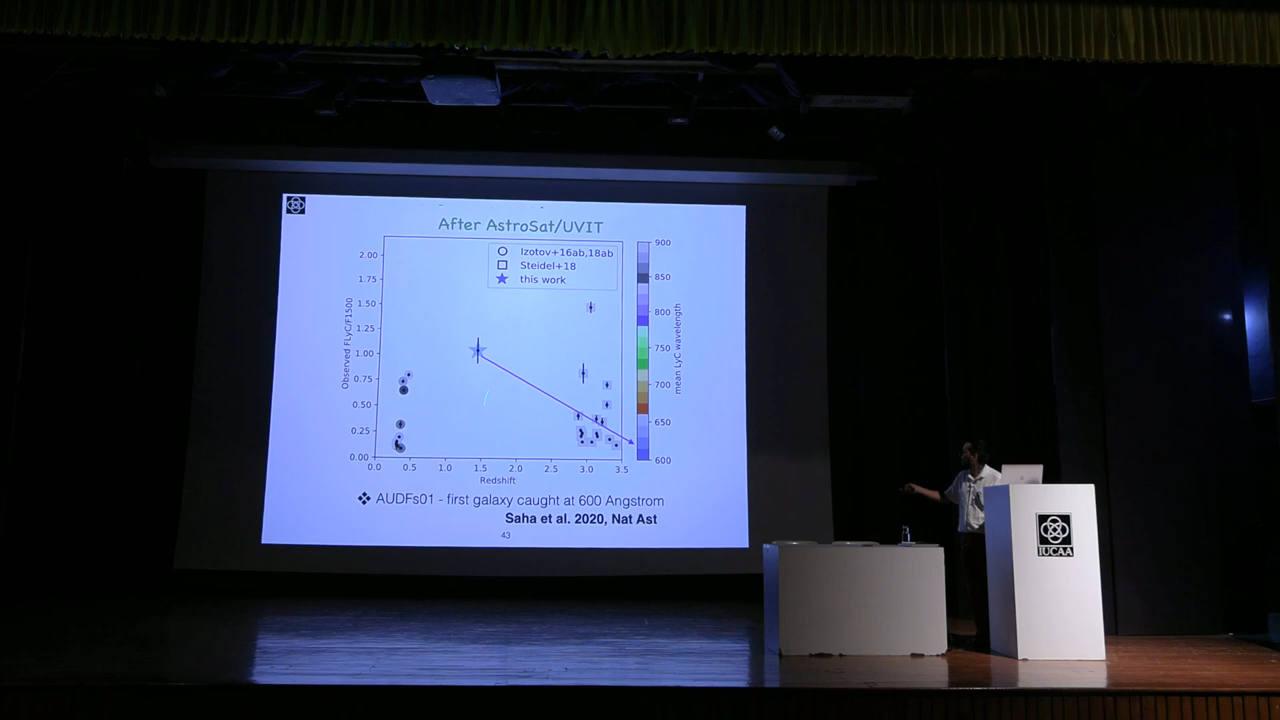 After AstroSat/UVIT
Izotov+16ab,18ab
Steidel+18
this work
2.00
1.75
1.50
1.25
1.00
0.75
0.50
0.25
0.00
Observed FLyC/F1500
0.0 0.5 1.0 1.5 2.0 2.5 3.0 3.5
Redshift
900
850
800
750
700
650
600
mean LyC wavelength
❖ AUDFs01 - first galaxy caught at 600 Angstrom
Saha et al. 2020, Nat Ast
43
IUCAA